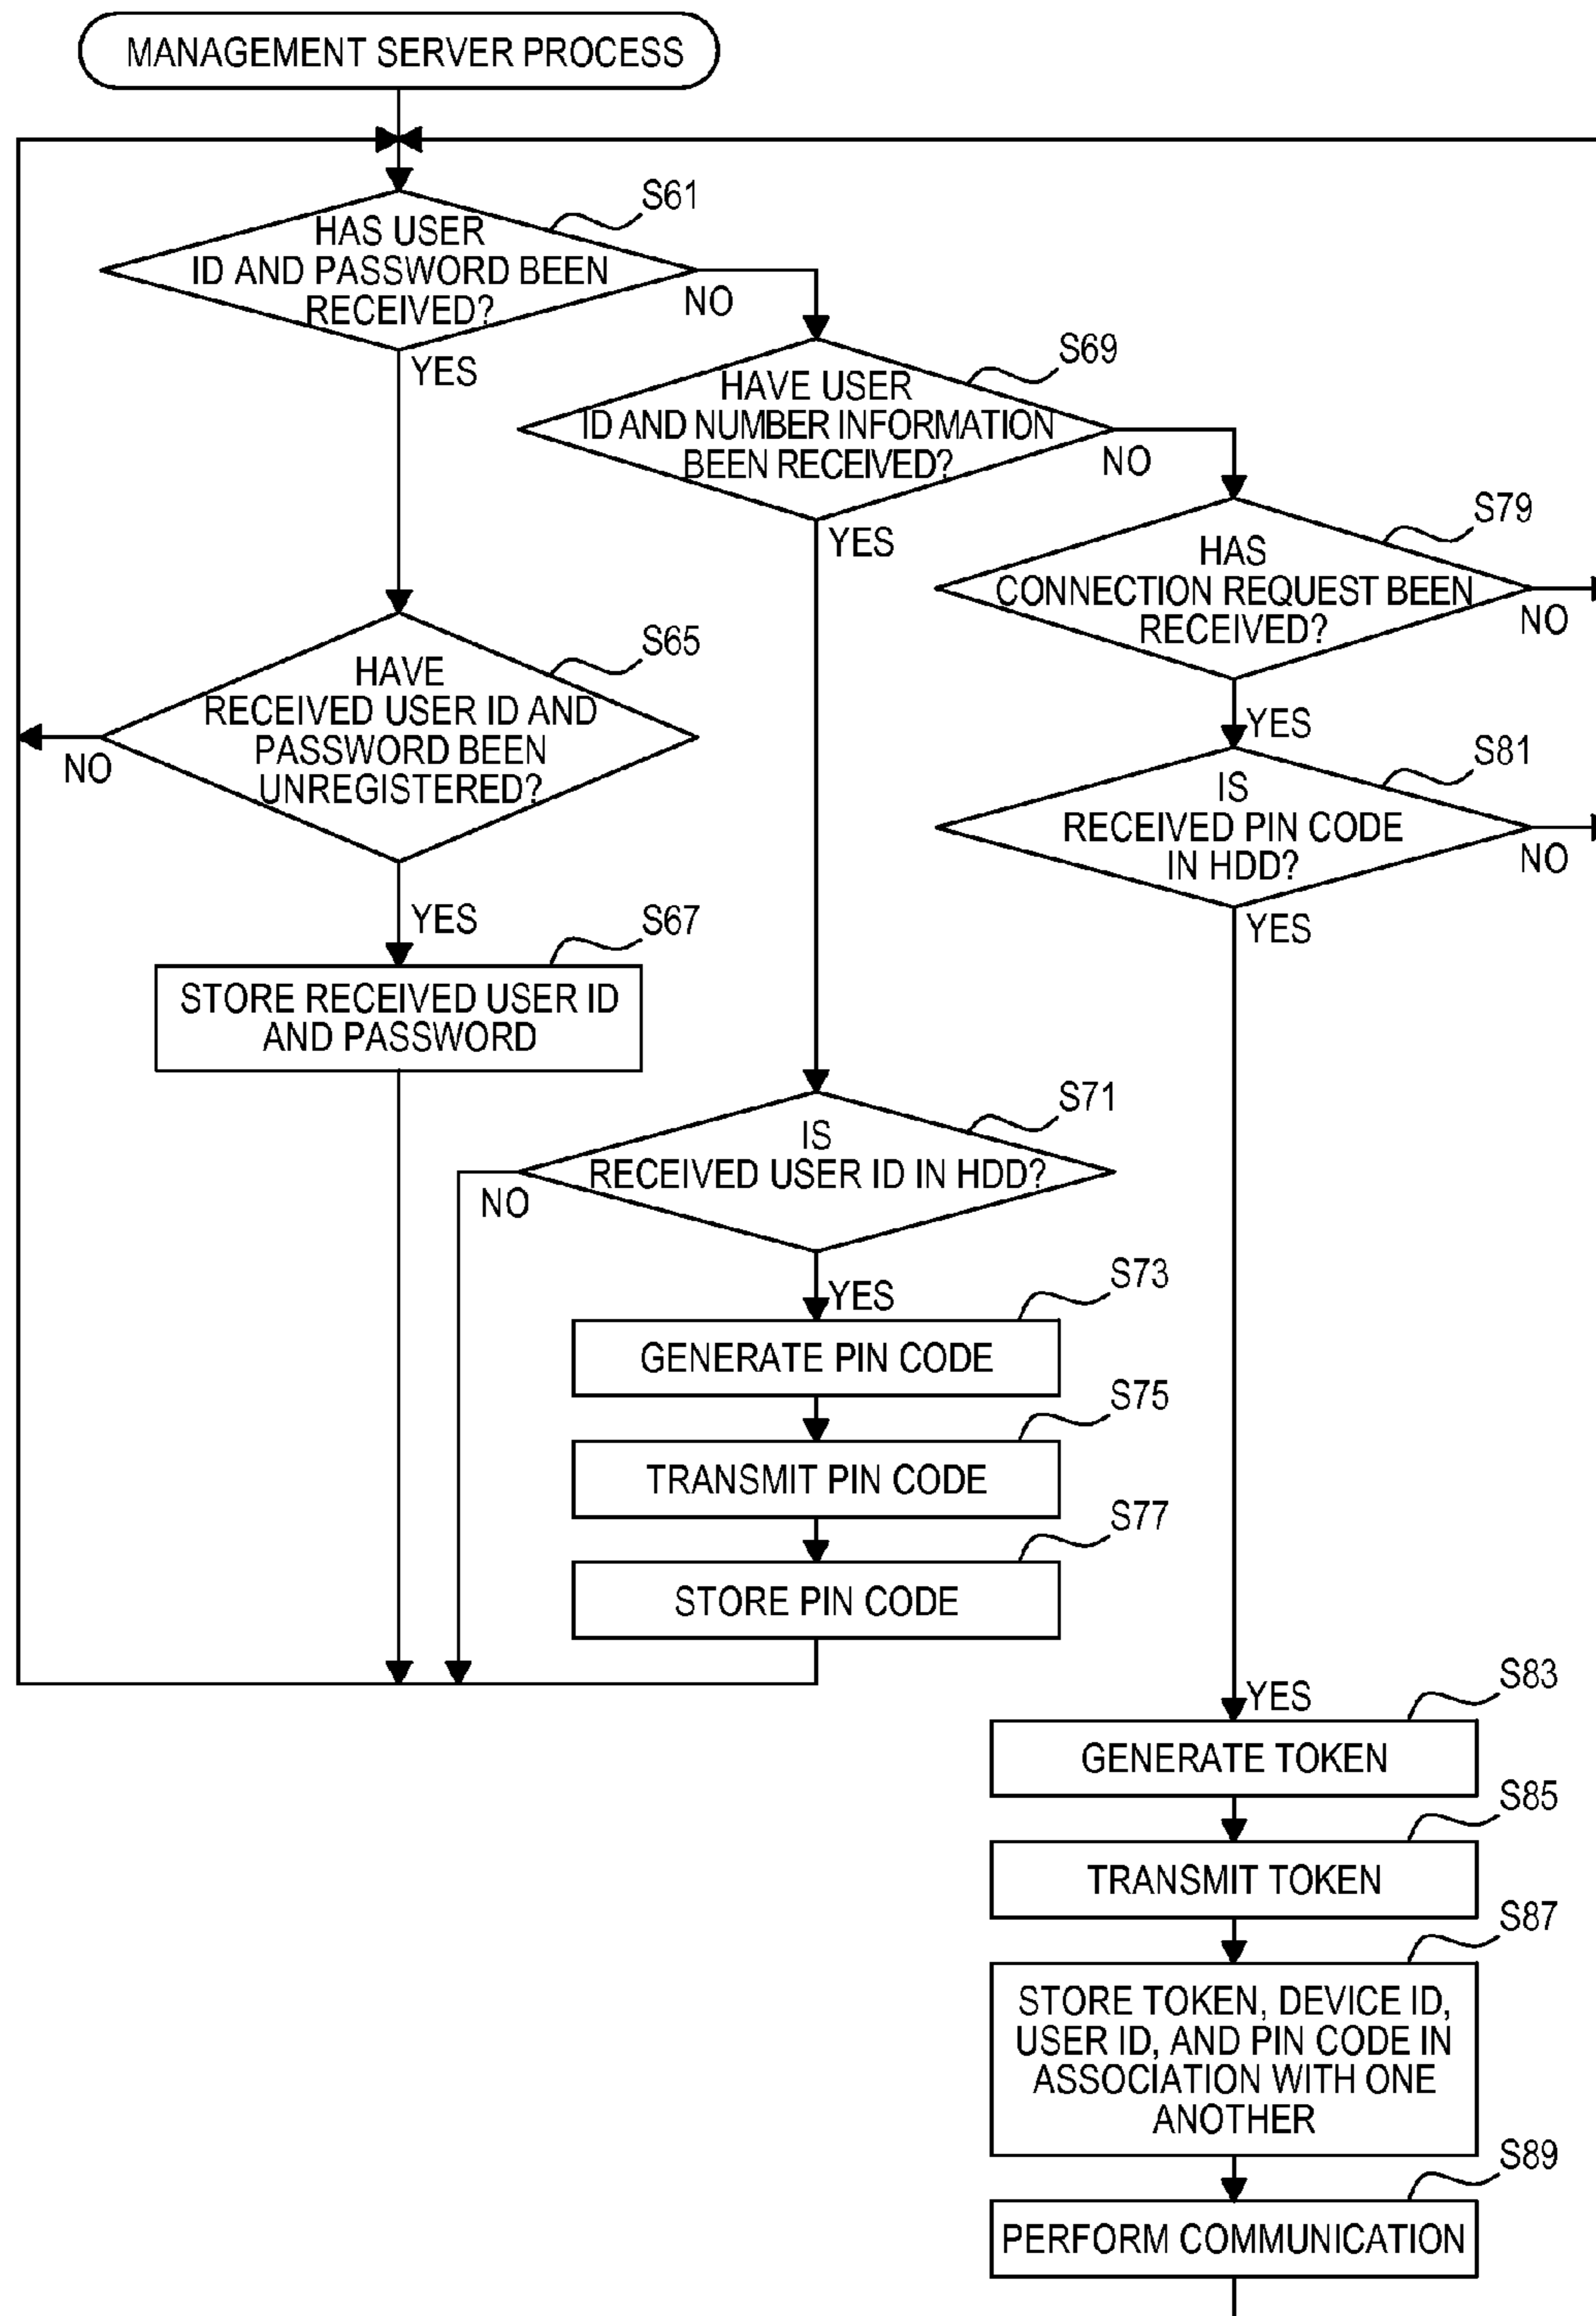 MANAGEMENT SERVER PROCESS
S61
HAS USER
ID AND PASSWORD BEEN
RECEIVED?
NO
YES
S69
HAVE USER
ID AND NUMBER INFORMATION
BEEN RECEIVED?
NO
YES
S79
HAS
CONNECTION REQUEST BEEN
RECEIVED?
NO
YES
S65
HAVE
RECEIVED USER ID AND
PASSWORD BEEN
UNREGISTERED?
NO
YES
S81
IS
RECEIVED PIN CODE
IN HDD?
NO
YES
S67
STORE RECEIVED USER ID
AND PASSWORD
S71
IS
RECEIVED USER ID IN HDD?
NO
YES
S73
GENERATE PIN CODE
S75
TRANSMIT PIN CODE
S77
STORE PIN CODE
YES
S83
GENERATE TOKEN
S85
TRANSMIT TOKEN
S87
STORE TOKEN, DEVICE ID,
USER ID, AND PIN CODE IN
ASSOCIATION WITH ONE
ANOTHER
S89
PERFORM COMMUNICATION